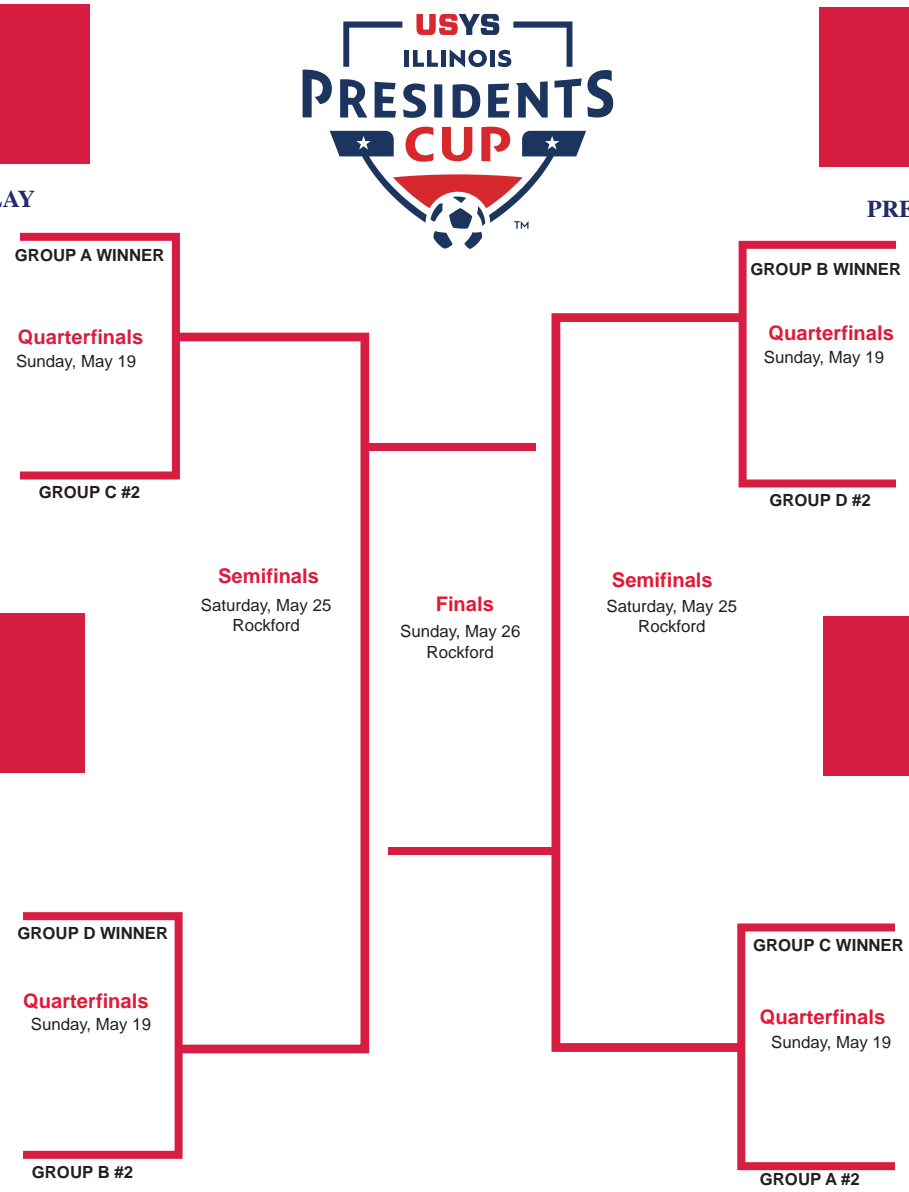 USYS
ILLINOIS
PRESIDENTS
CUP
TM
LAY
PRE
GROUP A WINNER
Quarterfinals
Sunday, May 19
GROUP C #2
GROUP B WINNER
Quarterfinals
Sunday, May 19
GROUP D #2
Semifinals
Saturday, May 25
Rockford
Finals
Sunday, May 26
Rockford
Semifinals
Saturday, May 25
Rockford
GROUP D WINNER
Quarterfinals
Sunday, May 19
GROUP B #2
GROUP C WINNER
Quarterfinals
Sunday, May 19
GROUP A #2